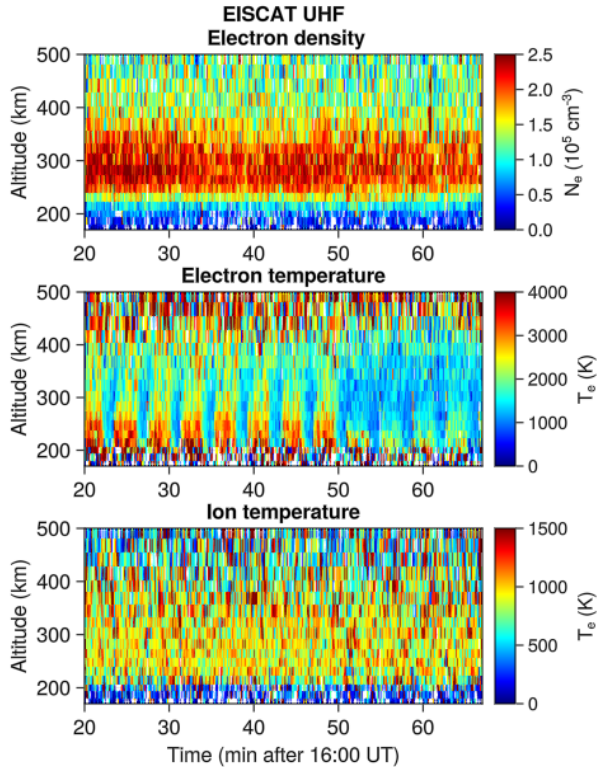 EISCAT UHF
Electron density
500
400
300
200
Altitude (km)
20 30 40 50 60
2.5
2.0
1.5
1.0
0.5
0.0
Nₑ (10⁵ cm⁻³)
Electron temperature
500
400
300
200
Altitude (km)
20 30 40 50 60
4000
3000
2000
1000
0
Tₑ (K)
Ion temperature
500
400
300
200
Altitude (km)
20 30 40 50 60
1500
1000
500
0
Tₑ (K)
Time (min after 16:00 UT)